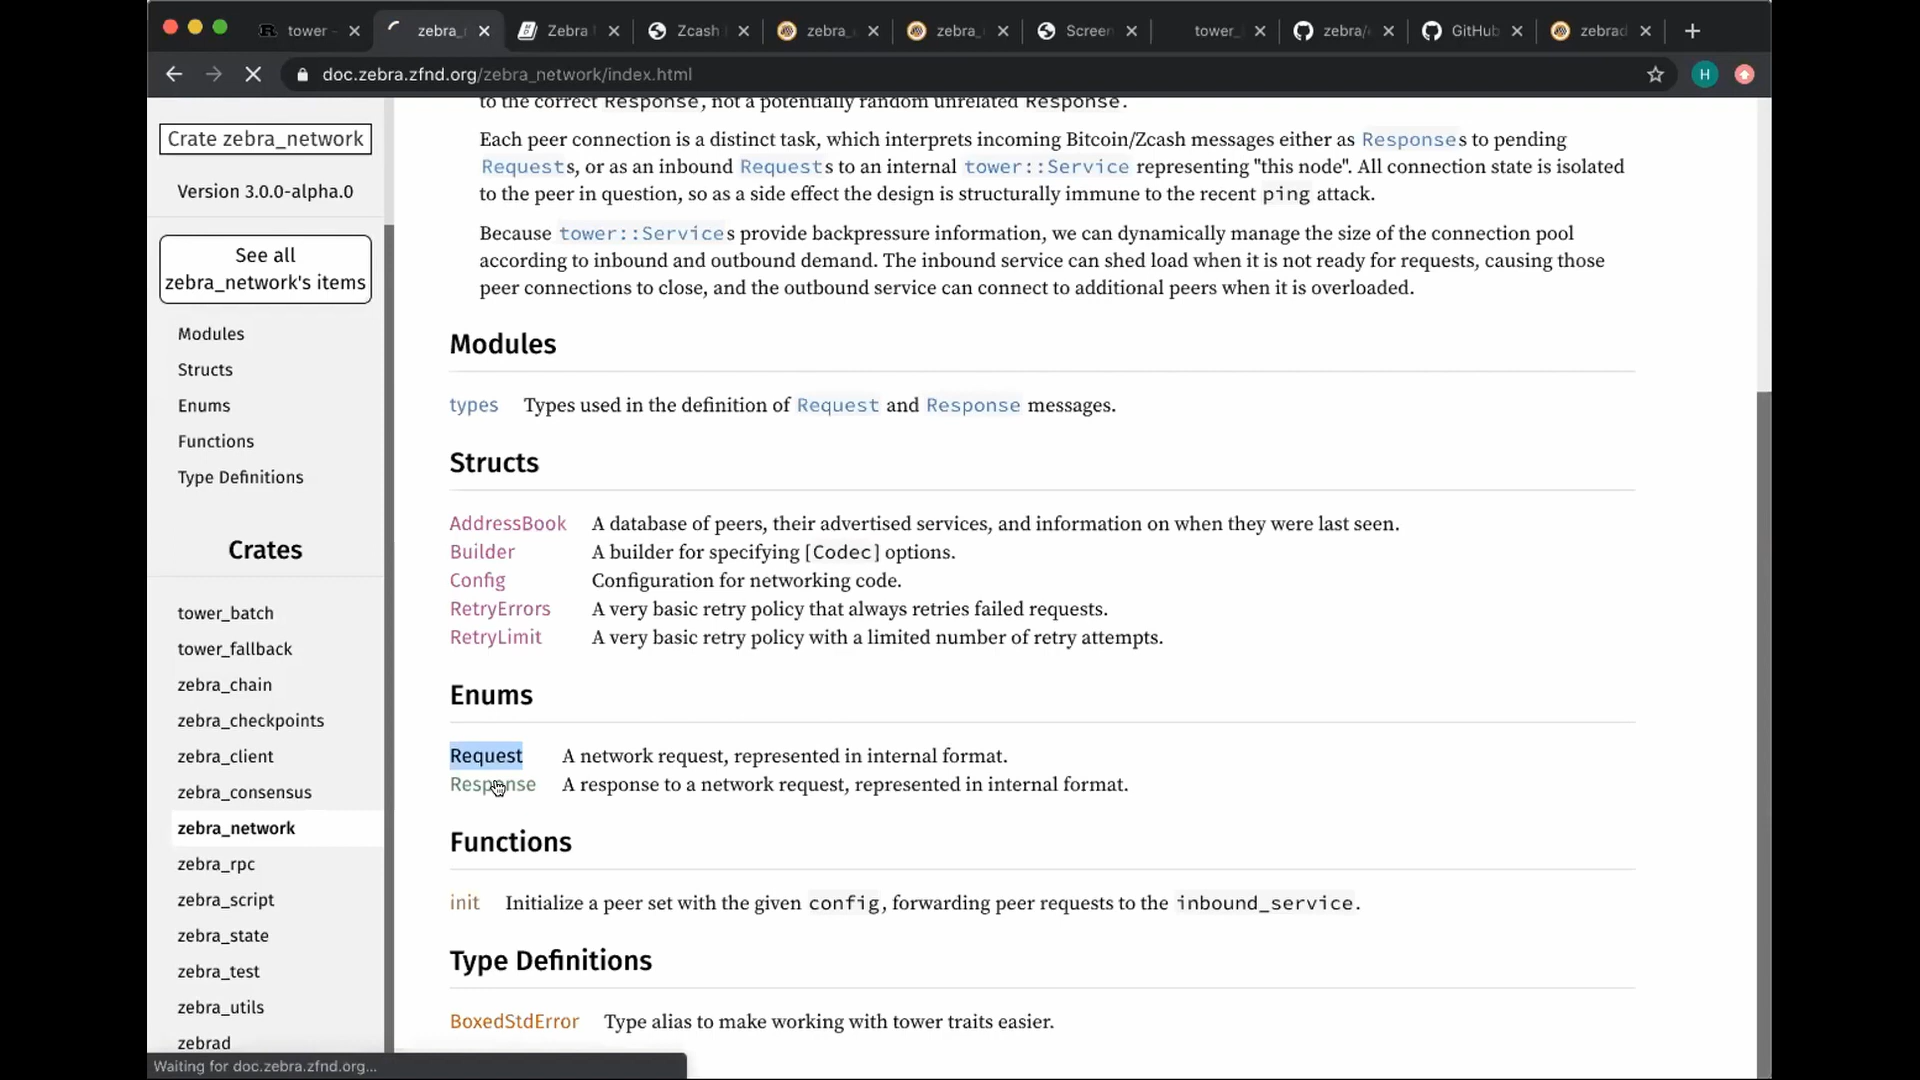 tower
zebra_
Zebra
Zcash
zebra_
zebra_
Screen
tower_
zebra/
GitHub
zebrad
doc.zebra.zfnd.org/zebra_network/index.html
H
Crate zebra_network
Version 3.0.0-alpha.0
See all
zebra_network's items
Modules
Structs
Enums
Functions
Type Definitions
Crates
tower_batch
tower_fallback
zebra_chain
zebra_checkpoints
zebra_client
zebra_consensus
zebra_network
zebra_rpc
zebra_script
zebra_state
zebra_test
zebra_utils
zebrad
to the correct Response, not a potentially random unrelated Response.
Each peer connection is a distinct task, which interprets incoming Bitcoin/Zcash messages either as Responses to pending
Requests, or as an inbound Requests to an internal tower::Service representing "this node". All connection state is isolated
to the peer in question, so as a side effect the design is structurally immune to the recent ping attack.
Because tower::Services provide backpressure information, we can dynamically manage the size of the connection pool
according to inbound and outbound demand. The inbound service can shed load when it is not ready for requests, causing those
peer connections to close, and the outbound service can connect to additional peers when it is overloaded.
Modules
types Types used in the definition of Request and Response messages.
Structs
AddressBook A database of peers, their advertised services, and information on when they were last seen.
Builder A builder for specifying [Codec] options.
Config Configuration for networking code.
RetryErrors A very basic retry policy that always retries failed requests.
RetryLimit A very basic retry policy with a limited number of retry attempts.
Enums
Request A network request, represented in internal format.
Response A response to a network request, represented in internal format.
Functions
init Initialize a peer set with the given config, forwarding peer requests to the inbound_service.
Type Definitions
BoxedStdError Type alias to make working with tower traits easier.
Waiting for doc.zebra.zfnd.org...